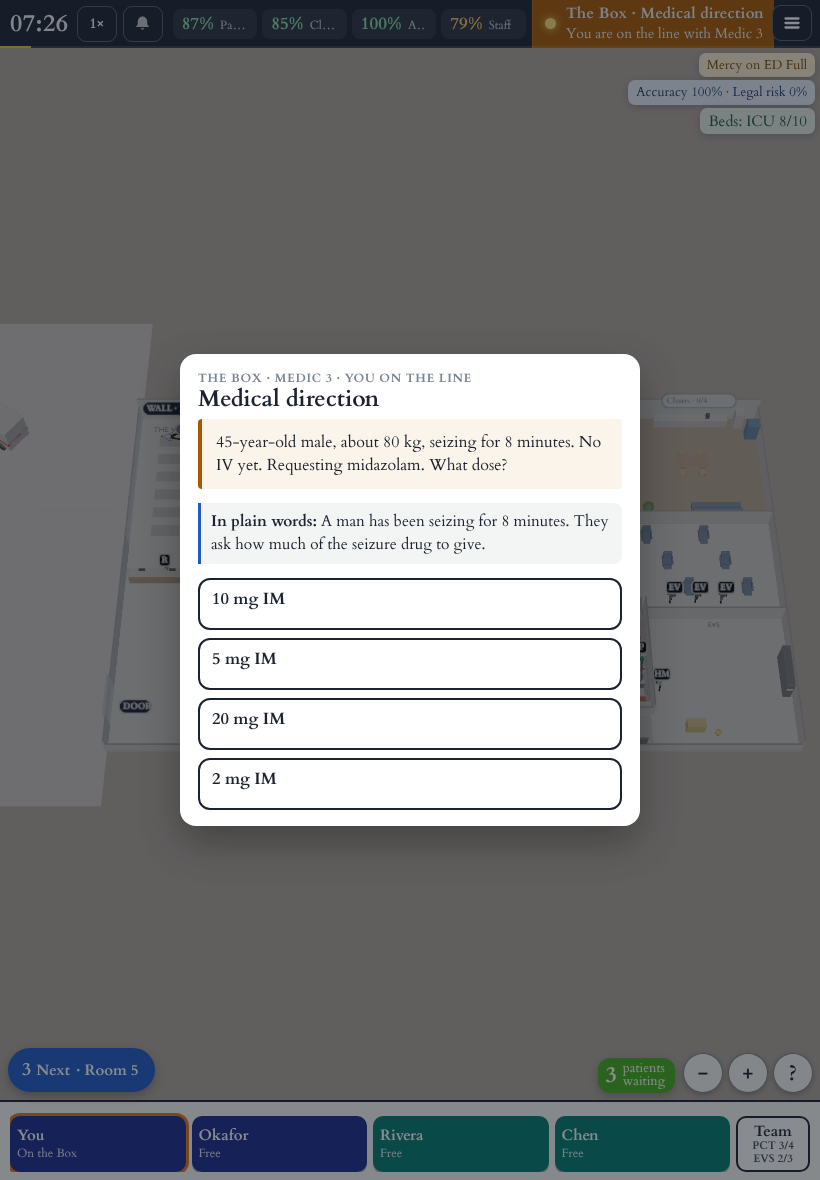 07:26
1×
87% Pa...
85% Cl...
100% A..
79% Staff
The Box · Medical direction
You are on the line with Medic 3
Mercy on ED Full
Accuracy 100% · Legal risk 0%
Beds: ICU 8/10
THE BOX · MEDIC 3 · YOU ON THE LINE
Medical direction
45-year-old male, about 80 kg, seizing for 8 minutes. No
IV yet. Requesting midazolam. What dose?
In plain words: A man has been seizing for 8 minutes. They
ask how much of the seizure drug to give.
10 mg IM
5 mg IM
20 mg IM
2 mg IM
WALL ·
Chairs · 0/4
R
EV EV EV
EVS
HM
DOOR
3 Next · Room 5
3 patients
waiting
−
+
?
You
On the Box
Okafor
Free
Rivera
Free
Chen
Free
Team
PCT 3/4
EVS 2/3